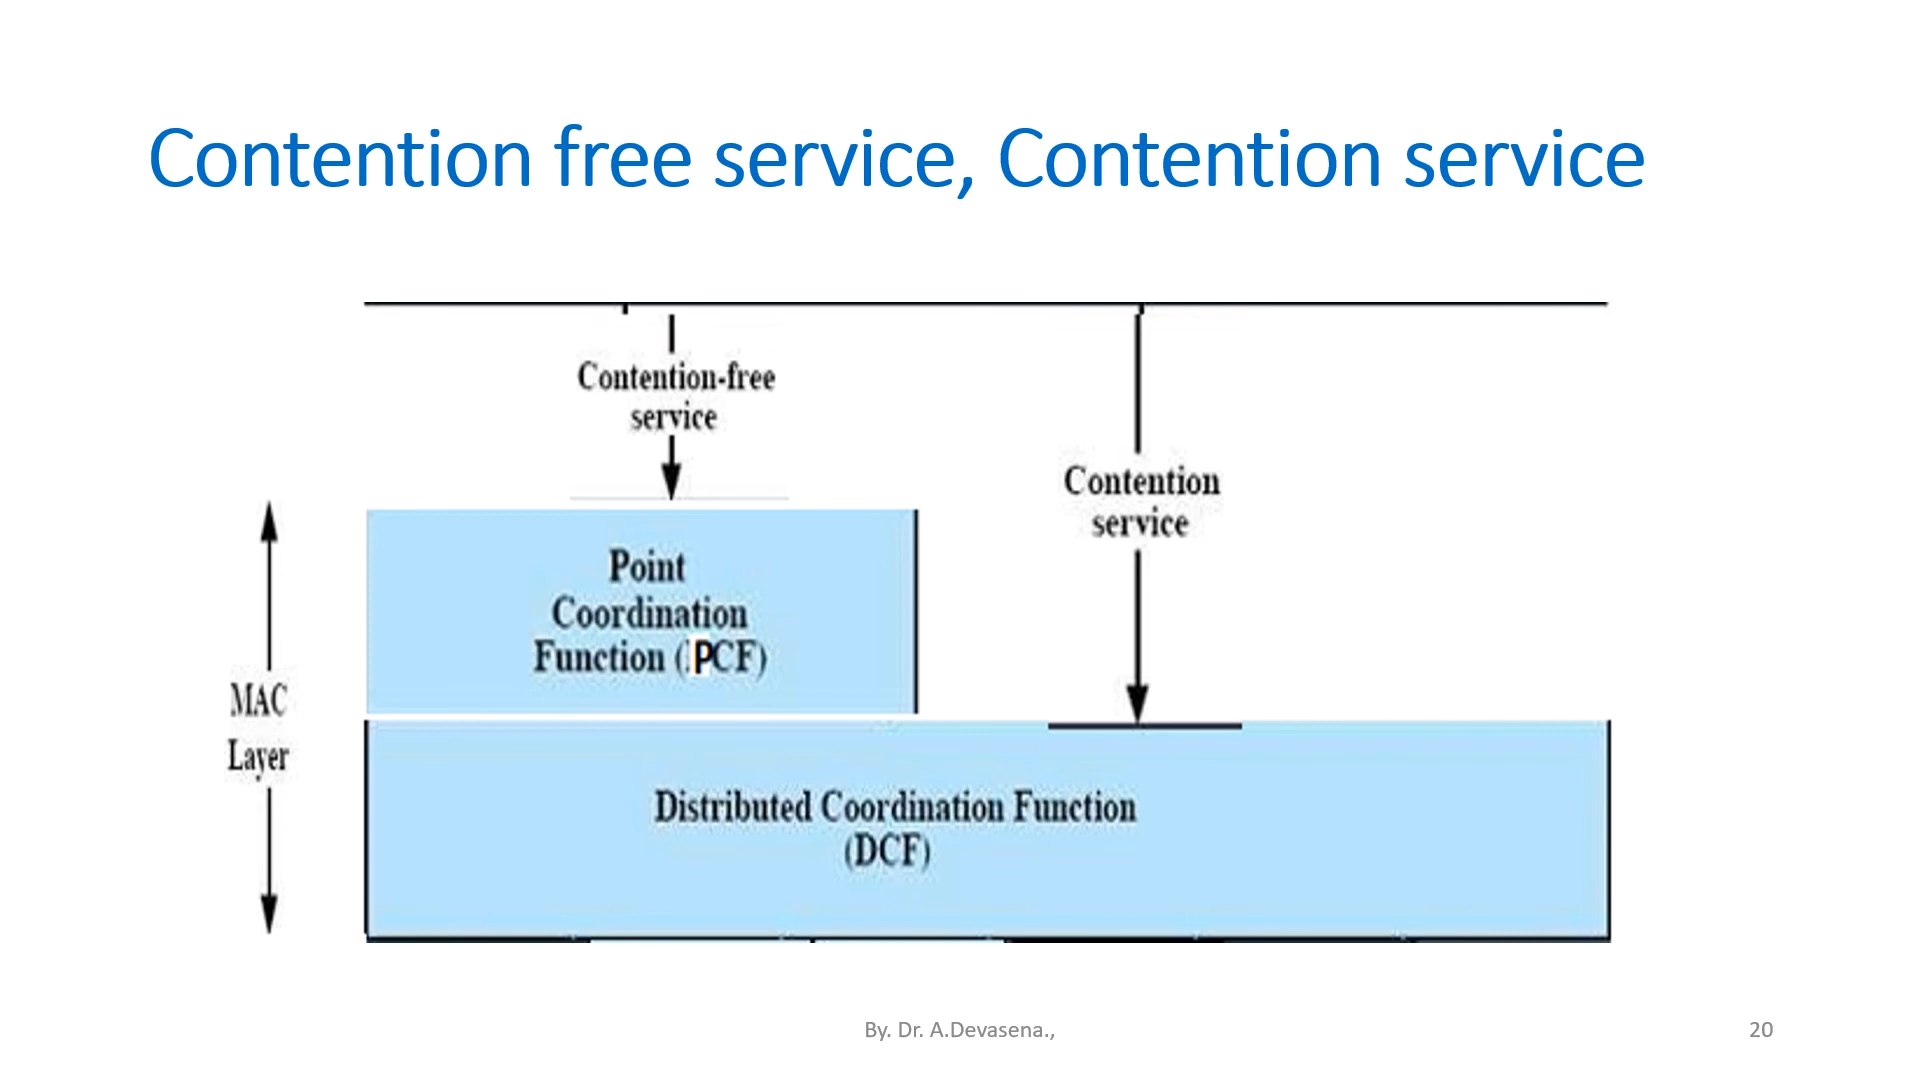 Contention free service, Contention service
Contention-free
service
Contention
service
Point
Coordination
Function (PCF)
MAC
Layer
Distributed Coordination Function
(DCF)
By. Dr. A.Devasena.,
20